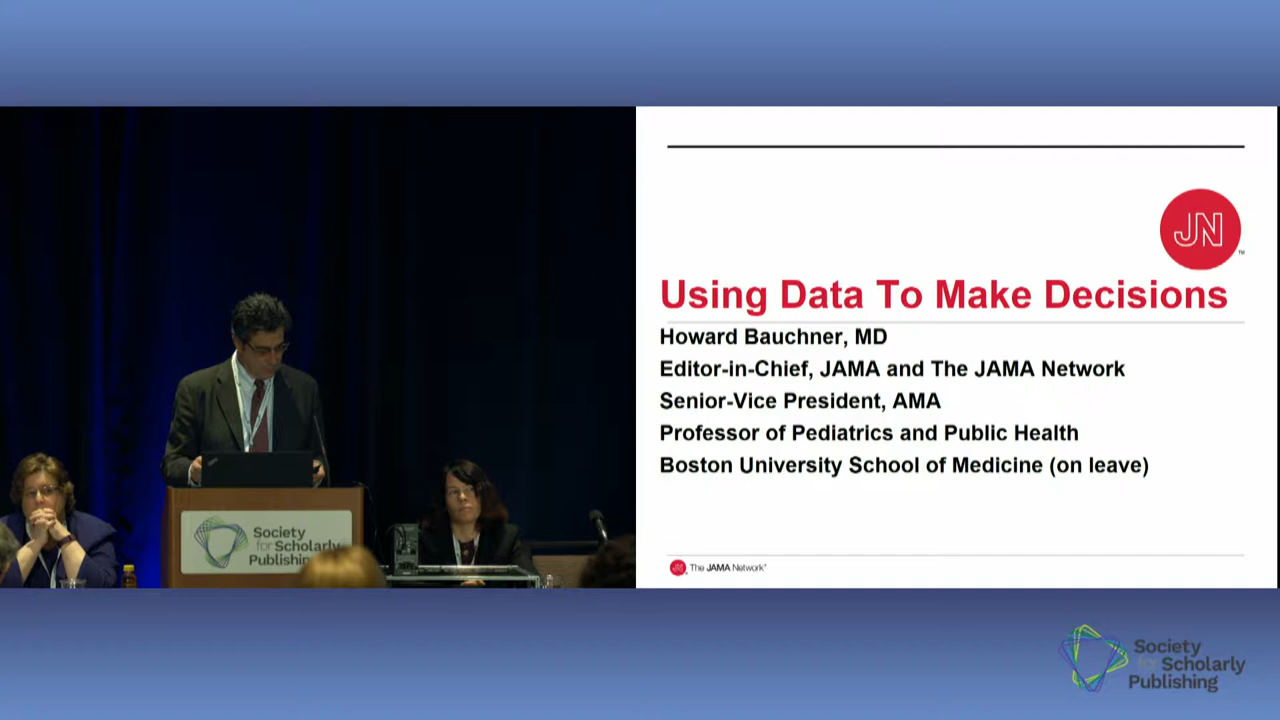 Society
for Scholarly
Publishing
JN
Using Data To Make Decisions
Howard Bauchner, MD
Editor-in-Chief, JAMA and The JAMA Network
Senior-Vice President, AMA
Professor of Pediatrics and Public Health
Boston University School of Medicine (on leave)
The JAMA Network
Society
for Scholarly
Publishing